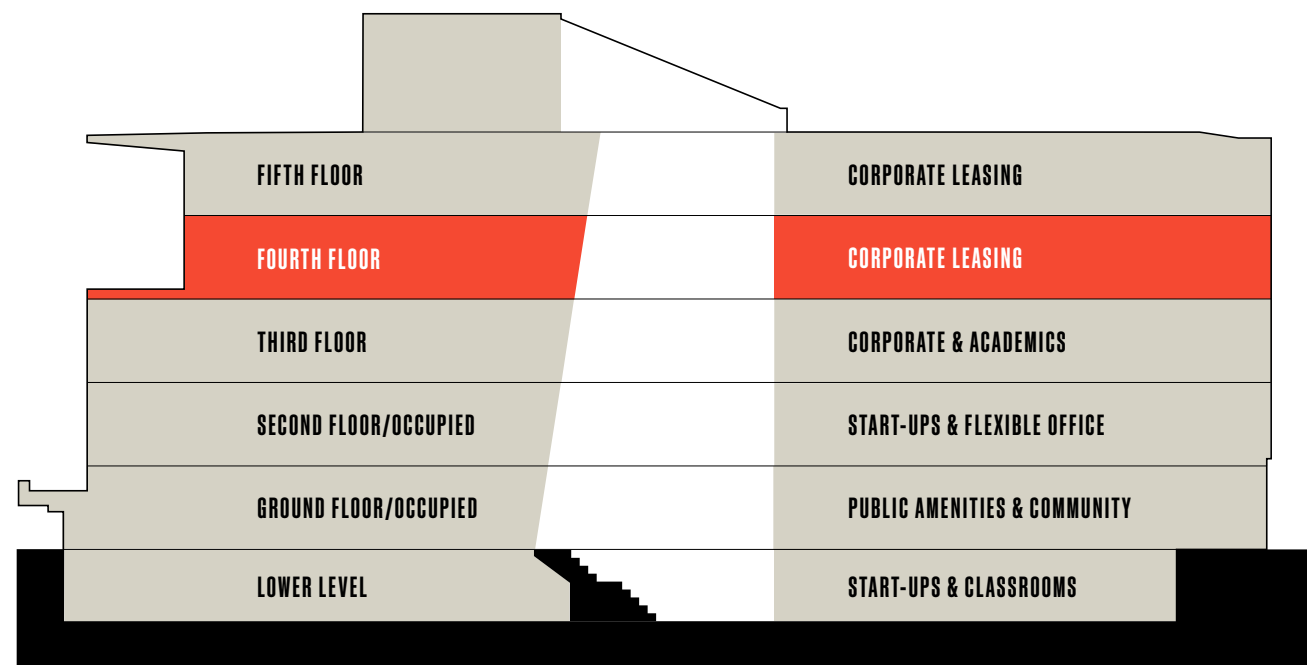 FIFTH FLOOR
CORPORATE LEASING
FOURTH FLOOR
CORPORATE LEASING
THIRD FLOOR
CORPORATE & ACADEMICS
SECOND FLOOR/OCCUPIED
START-UPS & FLEXIBLE OFFICE
GROUND FLOOR/OCCUPIED
PUBLIC AMENITIES & COMMUNITY
LOWER LEVEL
START-UPS & CLASSROOMS